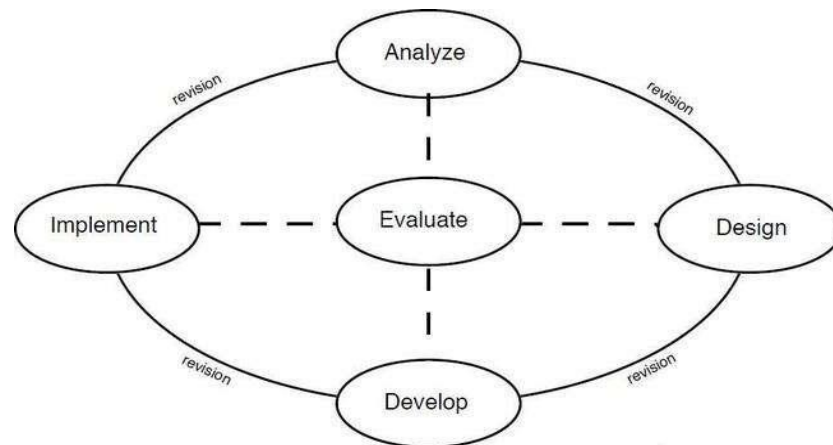 Analyze
revision
revision
Implement
Evaluate
Design
revision
revision
Develop